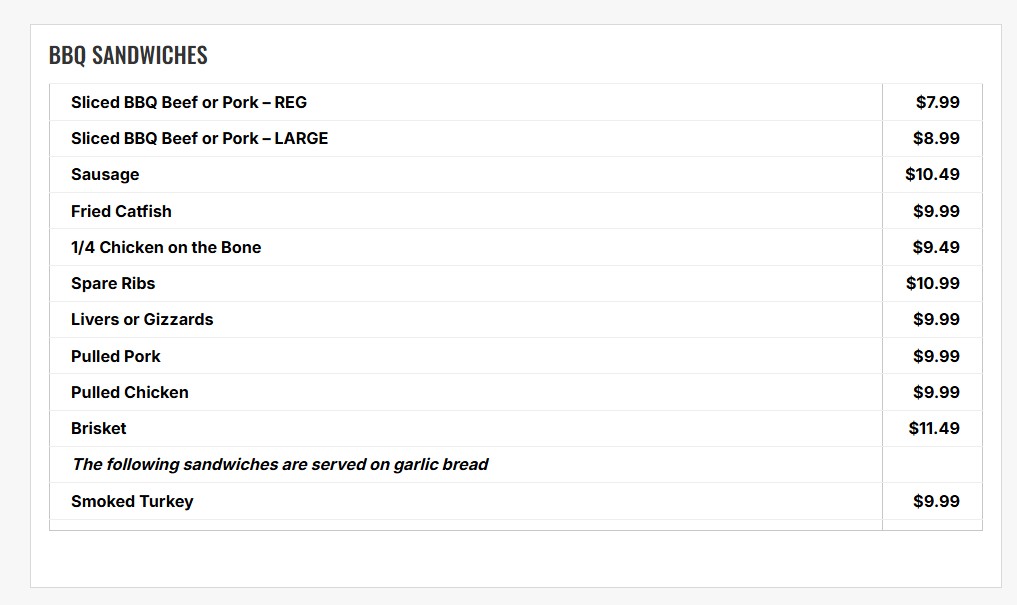 BBQ SANDWICHES
Sliced BBQ Beef or Pork – REG $7.99
Sliced BBQ Beef or Pork – LARGE $8.99
Sausage $10.49
Fried Catfish $9.99
1/4 Chicken on the Bone $9.49
Spare Ribs $10.99
Livers or Gizzards $9.99
Pulled Pork $9.99
Pulled Chicken $9.99
Brisket $11.49
The following sandwiches are served on garlic bread
Smoked Turkey $9.99